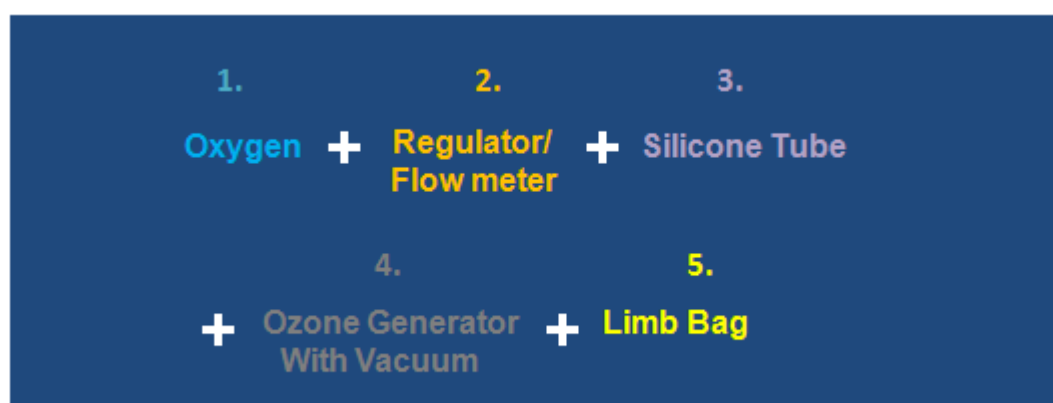 1. 2. 3.
Oxygen + Regulator/ + Silicone Tube
Flow meter
4. 5.
+ Ozone Generator + Limb Bag
With Vacuum